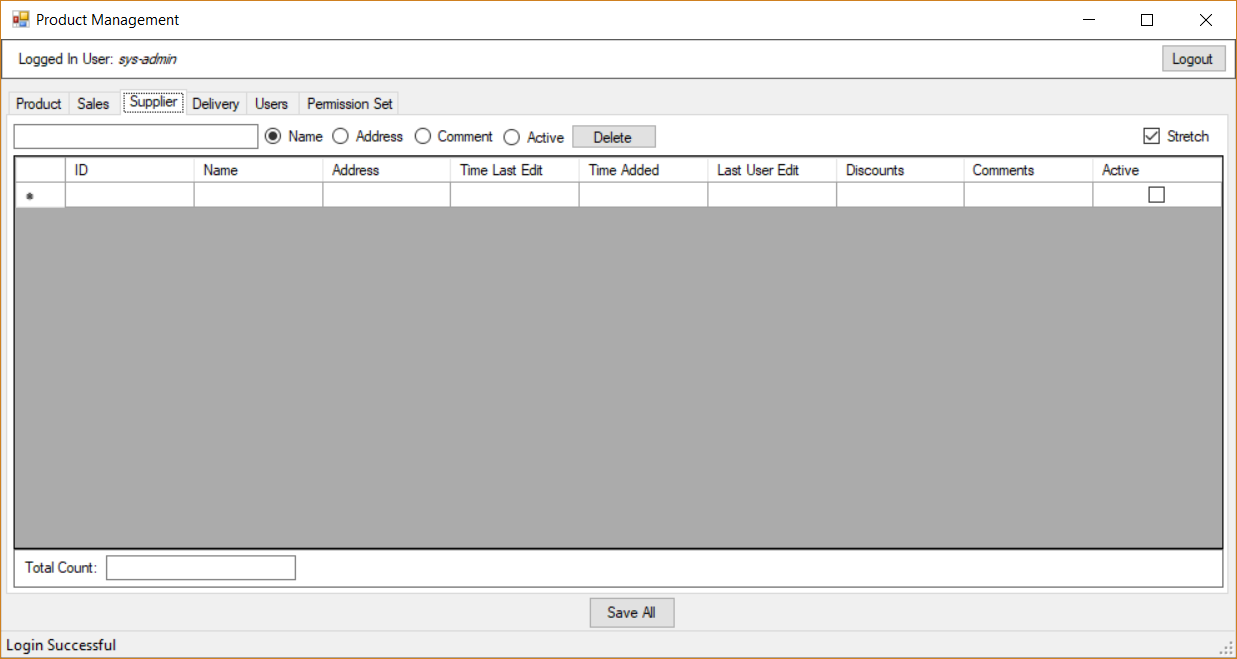 Product Management
Logged In User: sys-admin
Logout
Product Sales Supplier Delivery Users Permission Set
Name Address Comment Active Delete Stretch
ID Name Address Time Last Edit Time Added Last User Edit Discounts Comments Active
Total Count:
Save All
Login Successful